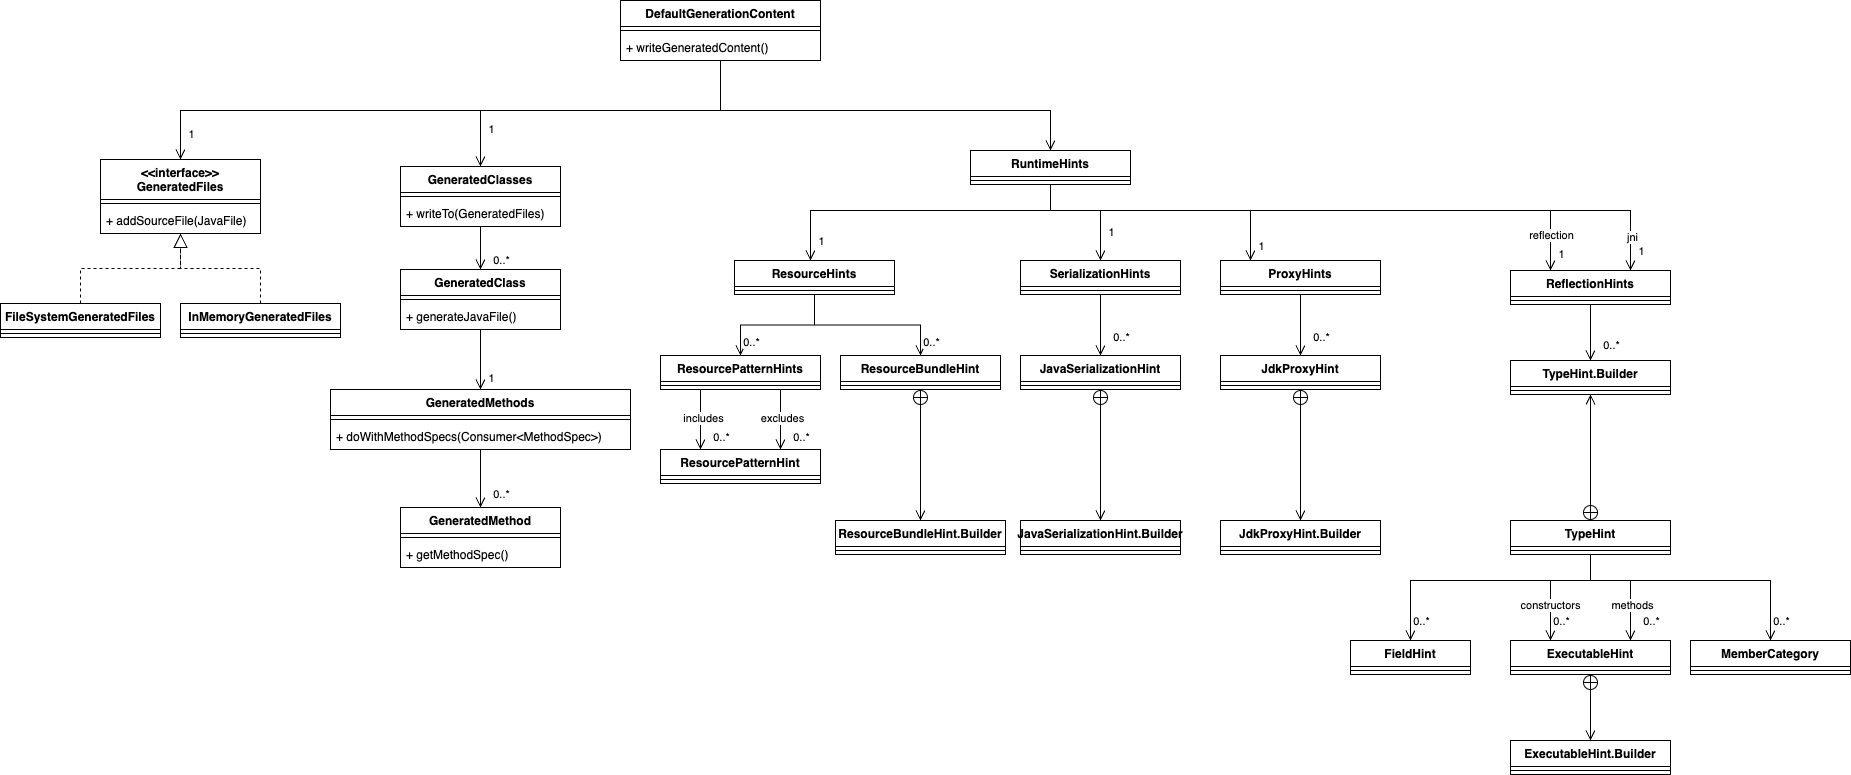 DefaultGenerationContent
+ writeGeneratedContent()
1
1
<<interface>>
GeneratedFiles
+ addSourceFile(JavaFile)
GeneratedClasses
+ writeTo(GeneratedFiles)
RuntimeHints
1
1
1
reflection
1
jni
1
0..*
FileSystemGeneratedFiles
InMemoryGeneratedFiles
GeneratedClass
+ generateJavaFile()
ResourceHints
SerializationHints
ProxyHints
ReflectionHints
0..*
0..*
0..*
0..*
0..*
1
ResourcePatternHints
ResourceBundleHint
JavaSerializationHint
JdkProxyHint
TypeHint.Builder
GeneratedMethods
+ doWithMethodSpecs(Consumer<MethodSpec>)
includes
0..*
excludes
0..*
ResourcePatternHint
0..*
GeneratedMethod
+ getMethodSpec()
ResourceBundleHint.Builder
JavaSerializationHint.Builder
JdkProxyHint.Builder
TypeHint
0..*
constructors
0..*
methods
0..*
0..*
FieldHint
ExecutableHint
MemberCategory
ExecutableHint.Builder